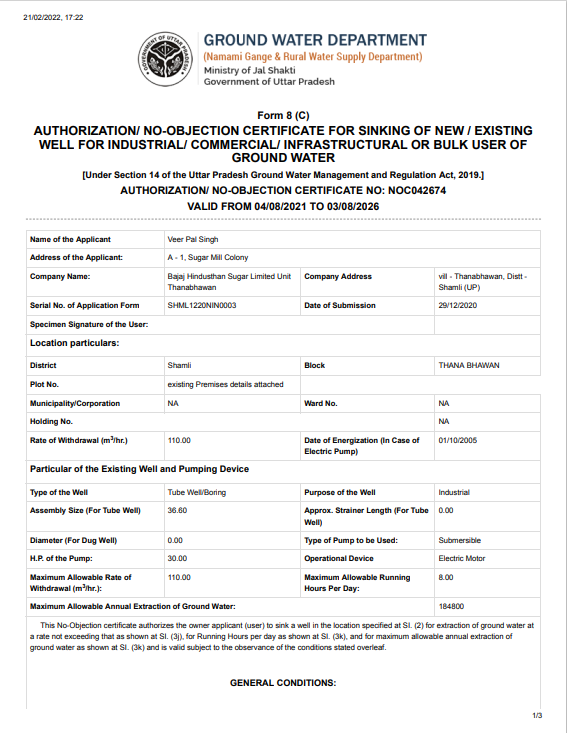 21/02/2022, 17:22
GROUND WATER DEPARTMENT
(Namami Gange & Rural Water Supply Department)
Ministry of Jal Shakti
Government of Uttar Pradesh
GOVERNMENT OF UTTAR PRADESH
Form 8 (C)
AUTHORIZATION/ NO-OBJECTION CERTIFICATE FOR SINKING OF NEW / EXISTING
WELL FOR INDUSTRIAL/ COMMERCIAL/ INFRASTRUCTURAL OR BULK USER OF
GROUND WATER
[Under Section 14 of the Uttar Pradesh Ground Water Management and Regulation Act, 2019.]
AUTHORIZATION/ NO-OBJECTION CERTIFICATE NO: NOC042674
VALID FROM 04/08/2021 TO 03/08/2026
Name of the Applicant Veer Pal Singh
Address of the Applicant: A - 1, Sugar Mill Colony
Company Name: Bajaj Hindusthan Sugar Limited Unit Thanabhawan Company Address vill - Thanabhawan, Distt - Shamli (UP)
Serial No. of Application Form SHML1220NIN0003 Date of Submission 29/12/2020
Specimen Signature of the User:
Location particulars:
District Shamli Block THANA BHAWAN
Plot No. existing Premises details attached
Municipality/Corporation NA Ward No. NA
Holding No. NA
Rate of Withdrawal (m³/hr.) 110.00 Date of Energization (In Case of Electric Pump) 01/10/2005
Particular of the Existing Well and Pumping Device
Type of the Well Tube Well/Boring Purpose of the Well Industrial
Assembly Size (For Tube Well) 36.60 Approx. Strainer Length (For Tube Well) 0.00
Diameter (For Dug Well) 0.00 Type of Pump to be Used: Submersible
H.P. of the Pump: 30.00 Operational Device Electric Motor
Maximum Allowable Rate of Withdrawal (m³/hr.): 110.00 Maximum Allowable Running Hours Per Day: 8.00
Maximum Allowable Annual Extraction of Ground Water: 184800
This No-Objection certificate authorizes the owner applicant (user) to sink a well in the location specified at Sl. (2) for extraction of ground water at
a rate not exceeding that as shown at Sl. (3j), for Running Hours per day as shown at Sl. (3k), and for maximum allowable annual extraction of
ground water as shown at Sl. (3k) and is valid subject to the observance of the conditions stated overleaf.
GENERAL CONDITIONS:
1/3